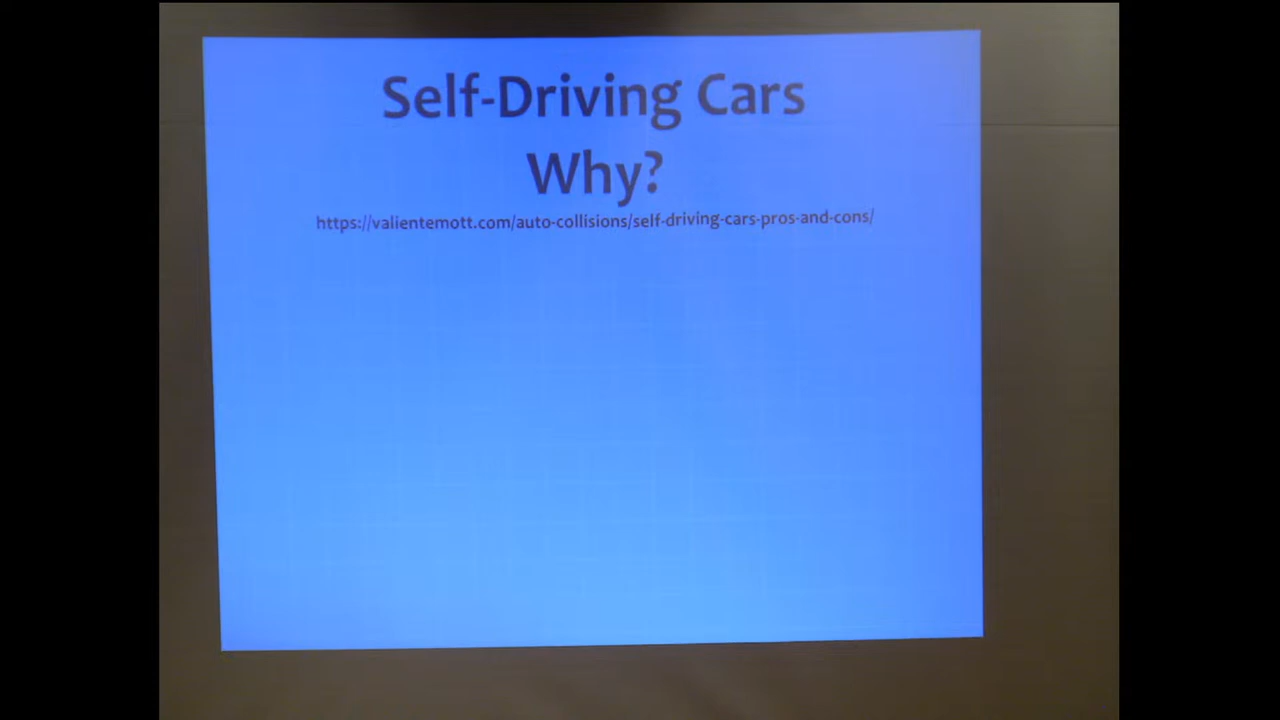 Self-Driving Cars
Why?
https://valientemott.com/auto-collisions/self-driving-cars-pros-and-cons/